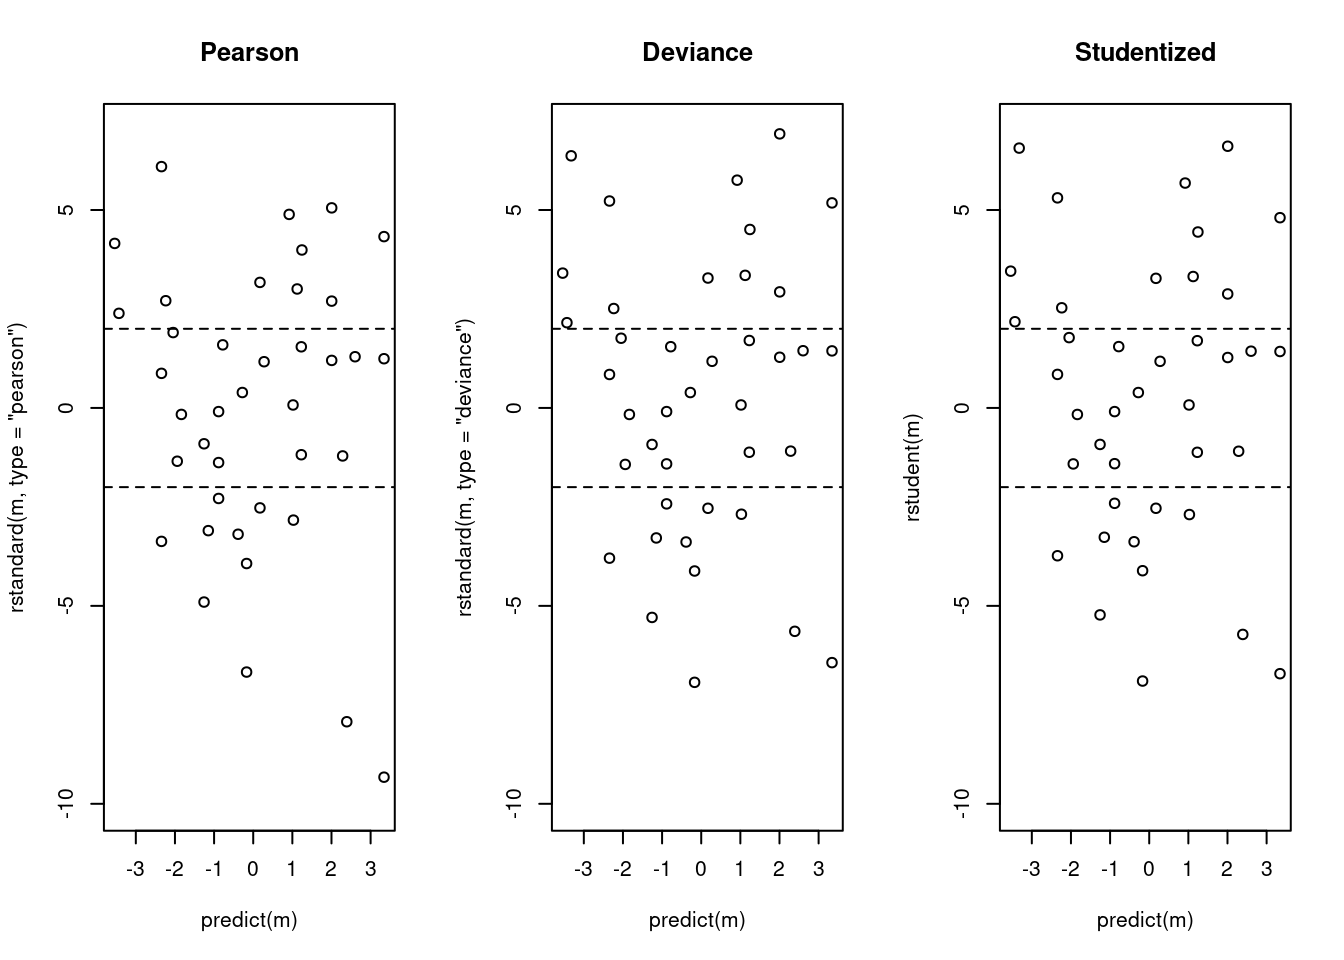 Pearson
rstandard(m, type = "pearson")
5
0
-5
-10
-3 -2 -1 0 1 2 3
predict(m)
Deviance
rstandard(m, type = "deviance")
5
0
-5
-10
-3 -2 -1 0 1 2 3
predict(m)
Studentized
rstudent(m)
5
0
-5
-10
-3 -2 -1 0 1 2 3
predict(m)